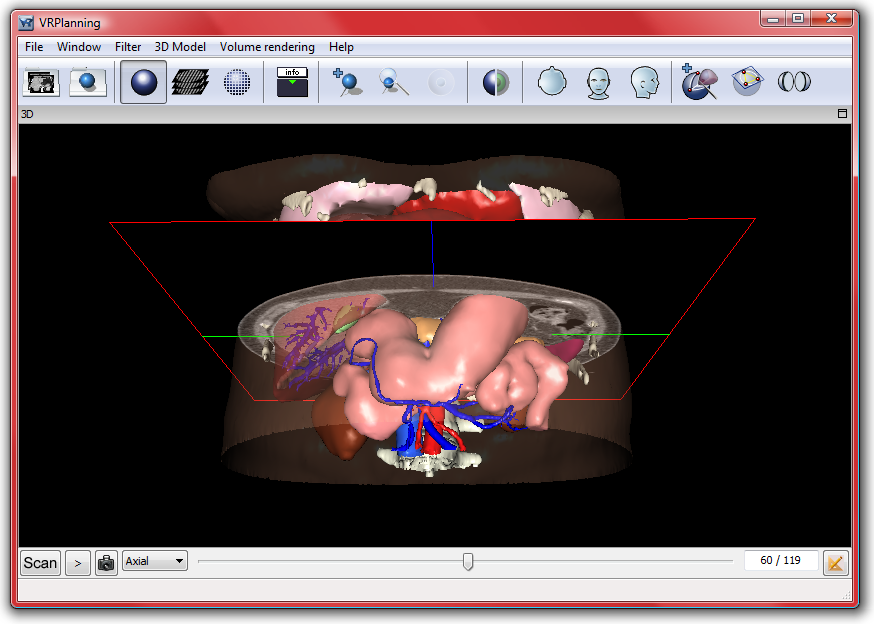 VRPlanning
File Window Filter 3D Model Volume rendering Help
info
3D
Scan > Axial 60 / 119